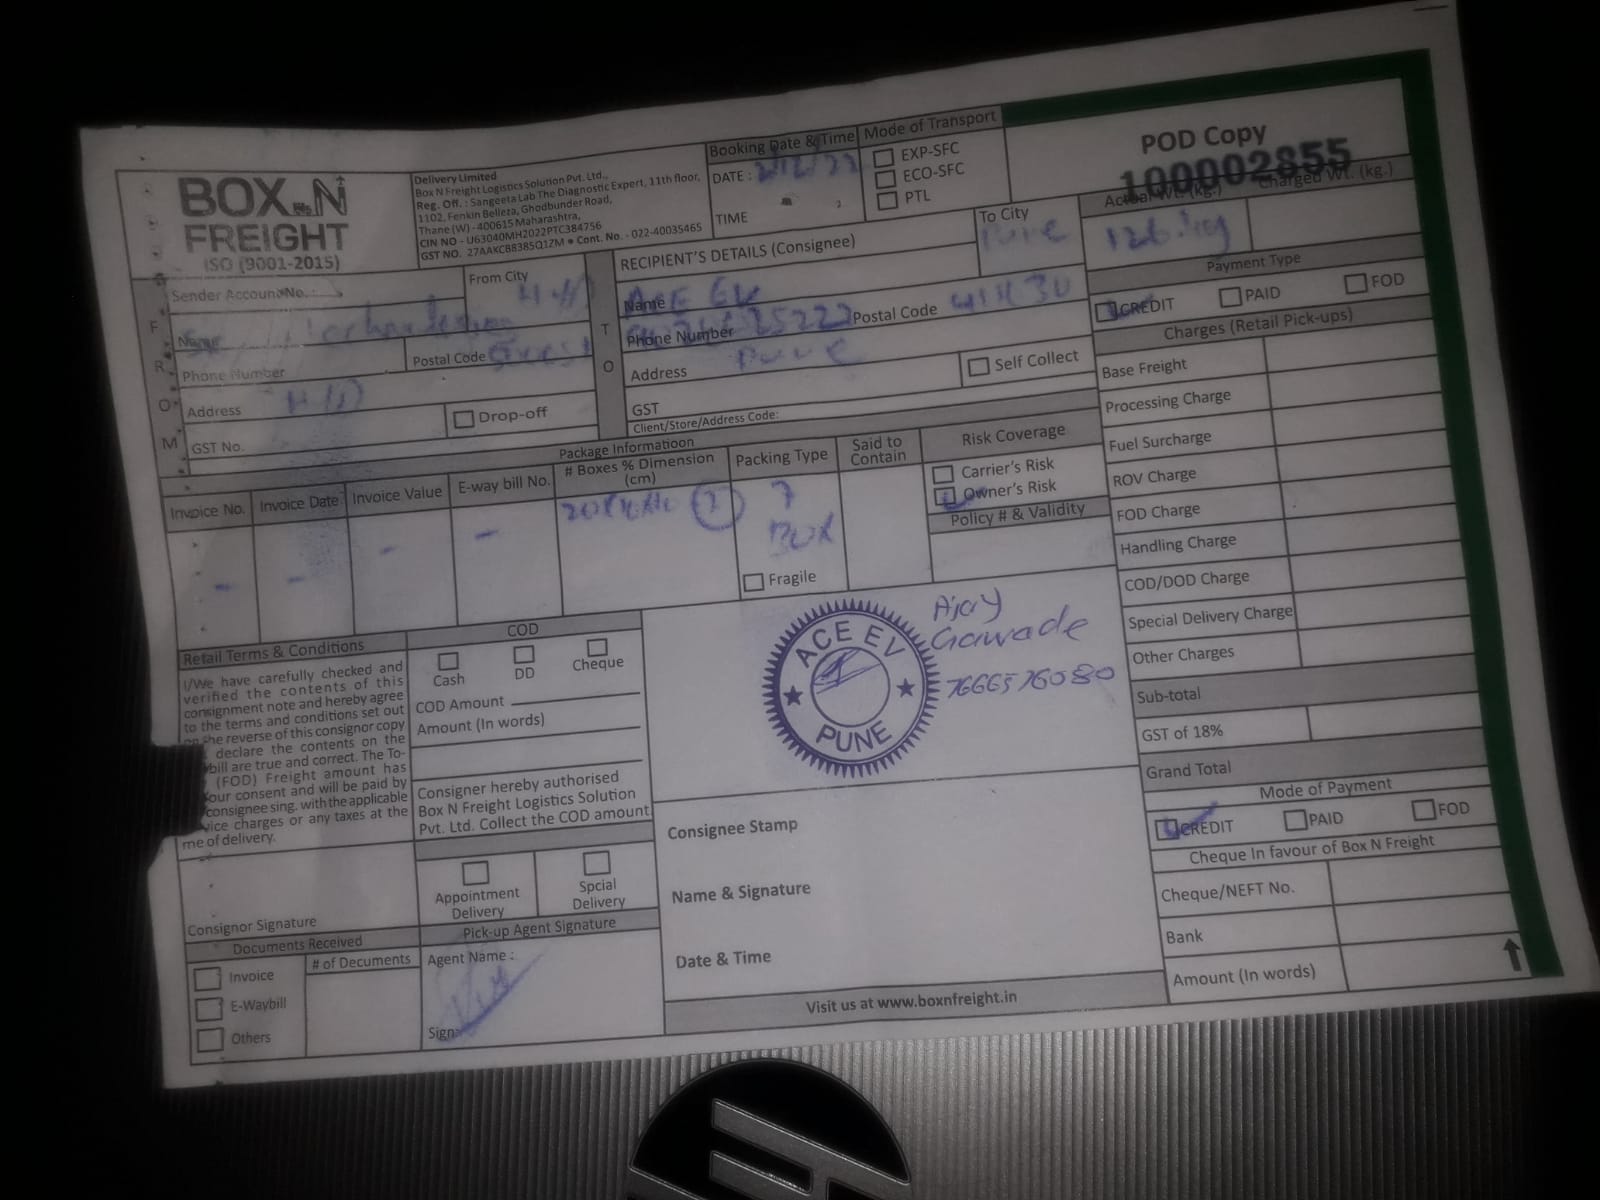 BOX N
FREIGHT
ISO (9001-2015)
Delivery Limited
Box N Freight Logistics Solution Pvt. Ltd.,
Reg. Off. : Sangeeta Lab The Diagnostic Expert, 11th floor,
1102, Fenkin Belleza, Ghodbunder Road,
Thane (W) - 400615 Maharashtra,
CIN NO - U63040MH2022PTC384756
GST NO. 27AAKCB8385Q1ZM ● Cont. No. - 022-40035465
Booking Date & Time
DATE :
TIME
Mode of Transport
EXP-SFC
ECO-SFC
PTL
POD Copy
100002855
Actual Wt. (kg.)
Charged Wt. (kg.)
126 kg
FROM
Sender Account No. :
From City
Name
Phone Number
Postal Code
Address
GST No.
Drop-off
TO
RECIPIENT'S DETAILS (Consignee)
To City
Pune
Name ACE EV
Phone Number
Postal Code
Address Pune
Self Collect
GST
Client/Store/Address Code:
Payment Type
CREDIT
PAID
FOD
Charges (Retail Pick-ups)
Base Freight
Processing Charge
Fuel Surcharge
ROV Charge
FOD Charge
Handling Charge
COD/DOD Charge
Special Delivery Charge
Other Charges
Sub-total
GST of 18%
Grand Total
Package Informatioon
Invoice No.
Invoice Date
Invoice Value
E-way bill No.
# Boxes % Dimension (cm)
Packing Type
Said to Contain
- - - -
7
BOX
Fragile
Risk Coverage
Carrier's Risk
Owner's Risk
Policy # & Validity
Retail Terms & Conditions
I/We have carefully checked and
verified the contents of this
consignment note and hereby agree
to the terms and conditions set out
the reverse of this consignor copy
declare the contents on the
bill are true and correct. The To-
(FOD) Freight amount has
our consent and will be paid by
consignee sing. with the applicable
vice charges or any taxes at the
me of delivery.
Consignor Signature
COD
Cash
DD
Cheque
COD Amount
Amount (In words)
Consigner hereby authorised
Box N Freight Logistics Solution
Pvt. Ltd. Collect the COD amount
Appointment Delivery
Spcial Delivery
Pick-up Agent Signature
Agent Name :
Sign
Documents Received
# of Documents
Invoice
E-Waybill
Others
ACE EV
PUNE
Ajay
Gawade
7666576080
Consignee Stamp
Name & Signature
Date & Time
Visit us at www.boxnfreight.in
Mode of Payment
CREDIT
PAID
FOD
Cheque In favour of Box N Freight
Cheque/NEFT No.
Bank
Amount (In words)